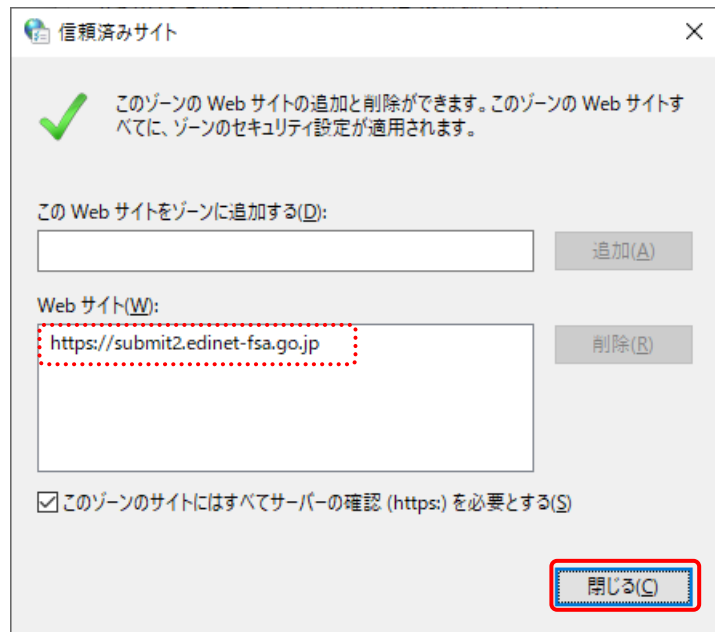 信頼済みサイト
このゾーンの Web サイトの追加と削除ができます。このゾーンの Web サイトす
べてに、ゾーンのセキュリティ設定が適用されます。
この Web サイトをゾーンに追加する(D):
追加(A)
Web サイト(W):
https://submit2.edinet-fsa.go.jp
削除(R)
このゾーンのサイトにはすべてサーバーの確認 (https:) を必要とする(S)
閉じる(C)